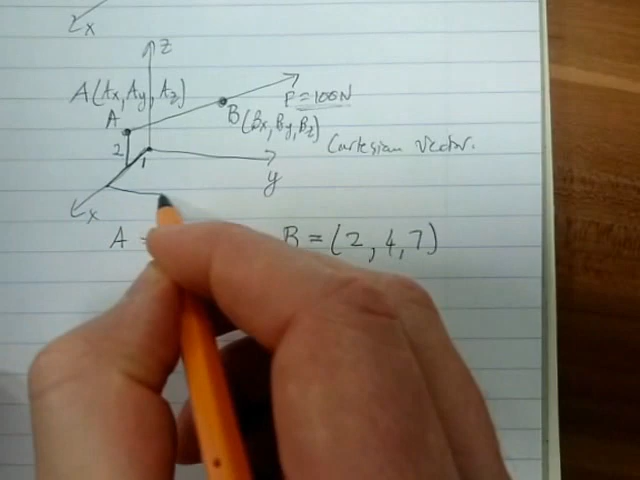 x
z
A(Ax, Ay, Az)
F = 100N
A
B(Bx, By, Bz)
Cartesian Vector.
2
1
y
x
A = B = (2, 4, 7)